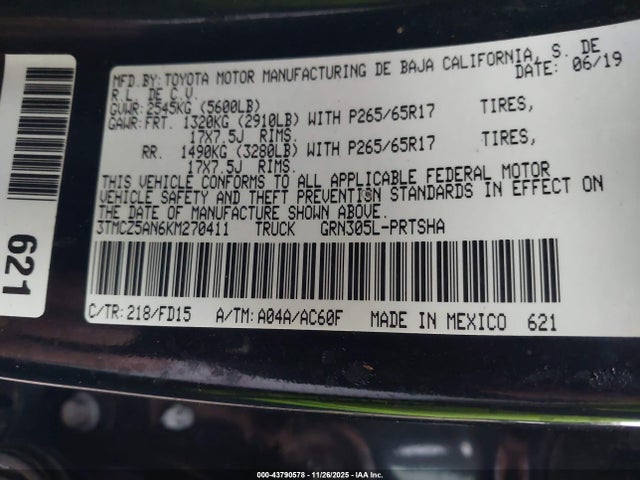 MFD.BY: TOYOTA MOTOR MANUFACTURING DE BAJA CALIFORNIA, S. DE
R.L. DE C.V. DATE: 06/19
GVWR: 2545KG (5600LB)
GAWR: FRT. 1320KG (2910LB) WITH P265/65R17 TIRES,
17X7.5J RIMS.
RR. 1490KG (3280LB) WITH P265/65R17 TIRES,
17X7.5J RIMS.
THIS VEHICLE CONFORMS TO ALL APPLICABLE FEDERAL MOTOR
VEHICLE SAFETY AND THEFT PREVENTION STANDARDS IN EFFECT ON
THE DATE OF MANUFACTURE SHOWN ABOVE.
3TMCZ5AN6KM270411 TRUCK GRN305L-PRTSHA
C/TR: 218/FD15 A/TM: A04A/AC60F MADE IN MEXICO 621
621
000-43790578 | 11/26/2025 | IAA Inc.